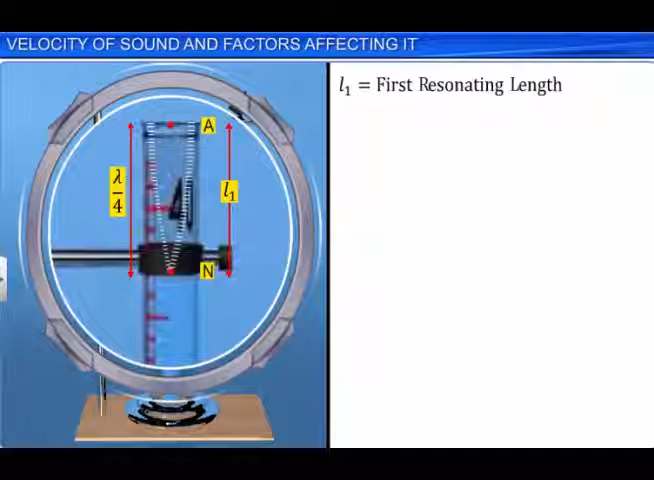 VELOCITY OF SOUND AND FACTORS AFFECTING IT
l₁ = First Resonating Length
A
λ
4
l₁
N